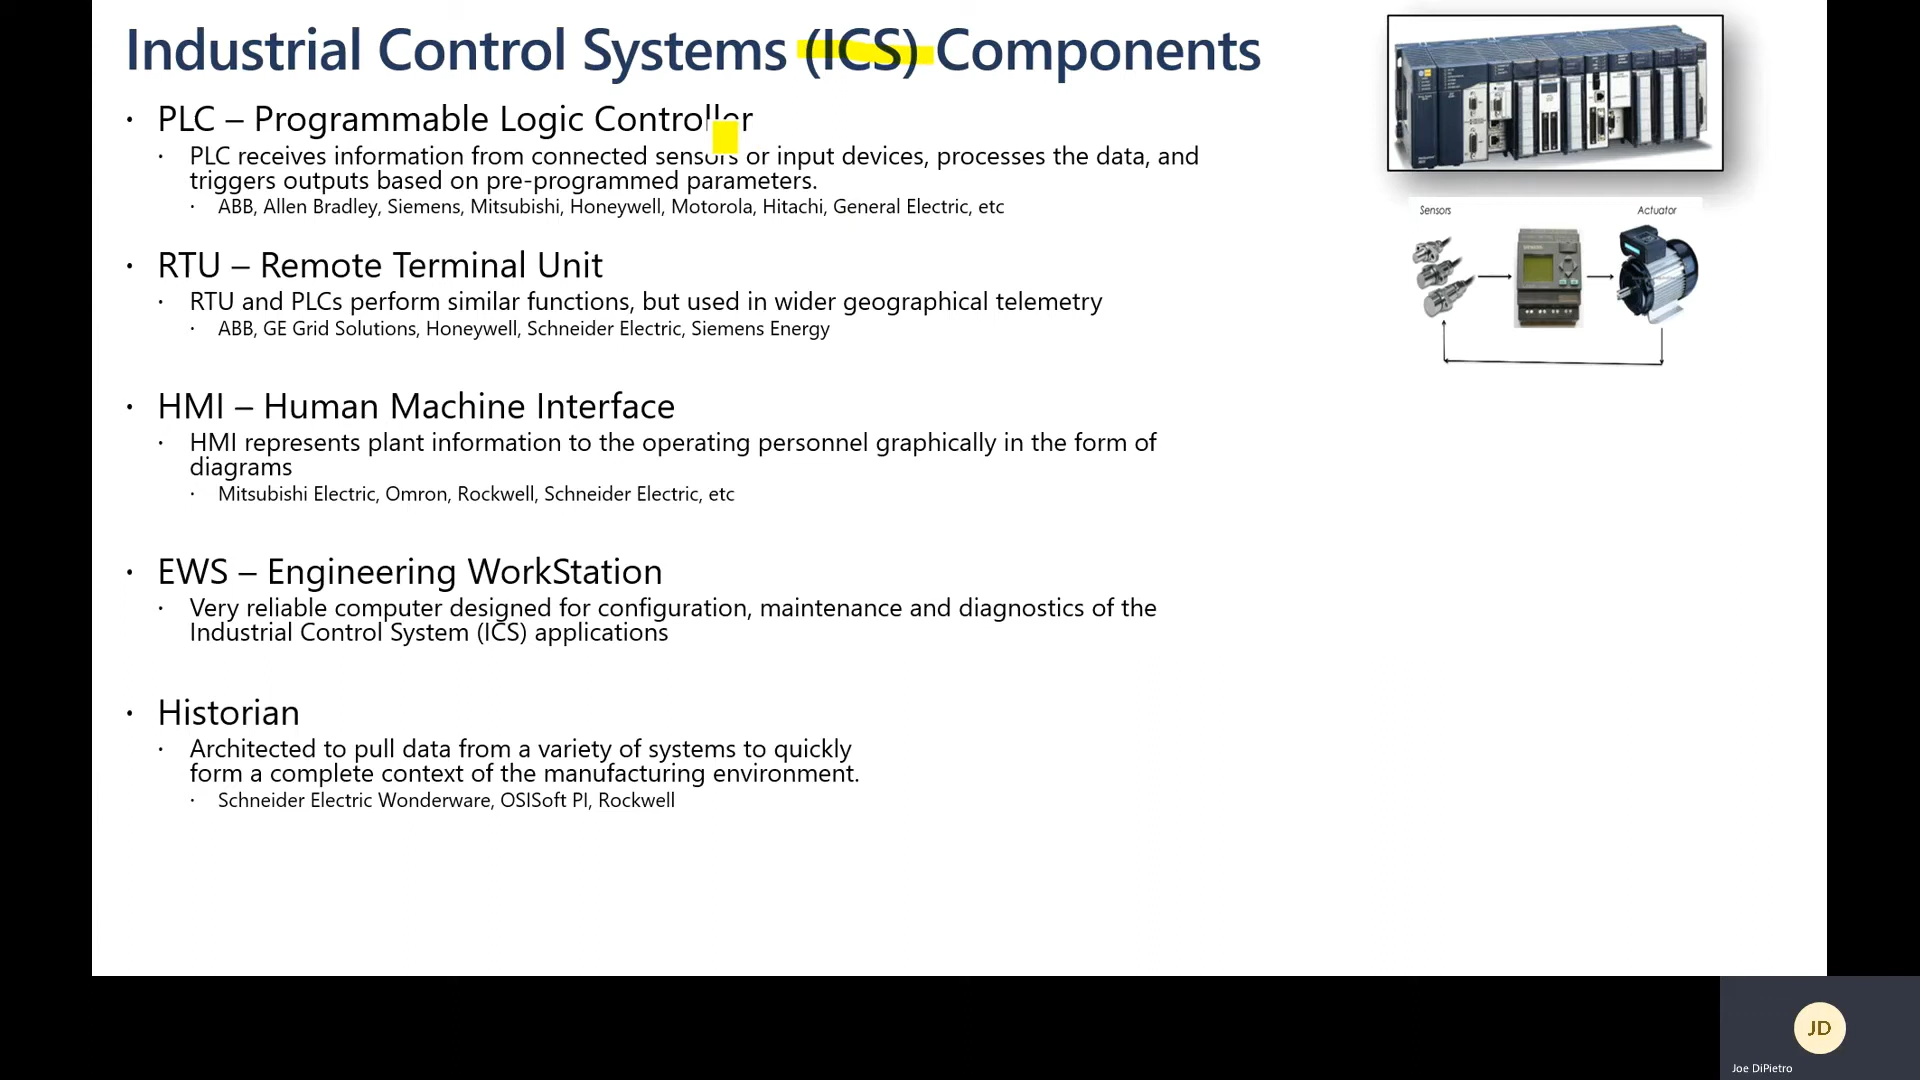 Industrial Control Systems (ICS) Components
• PLC – Programmable Logic Controller
• PLC receives information from connected sensors or input devices, processes the data, and
triggers outputs based on pre-programmed parameters.
• ABB, Allen Bradley, Siemens, Mitsubishi, Honeywell, Motorola, Hitachi, General Electric, etc
Sensors
Actuator
• RTU – Remote Terminal Unit
• RTU and PLCs perform similar functions, but used in wider geographical telemetry
• ABB, GE Grid Solutions, Honeywell, Schneider Electric, Siemens Energy
• HMI – Human Machine Interface
• HMI represents plant information to the operating personnel graphically in the form of
diagrams
• Mitsubishi Electric, Omron, Rockwell, Schneider Electric, etc
• EWS – Engineering WorkStation
• Very reliable computer designed for configuration, maintenance and diagnostics of the
Industrial Control System (ICS) applications
• Historian
• Architected to pull data from a variety of systems to quickly
form a complete context of the manufacturing environment.
• Schneider Electric Wonderware, OSISoft PI, Rockwell
JD
Joe DiPietro